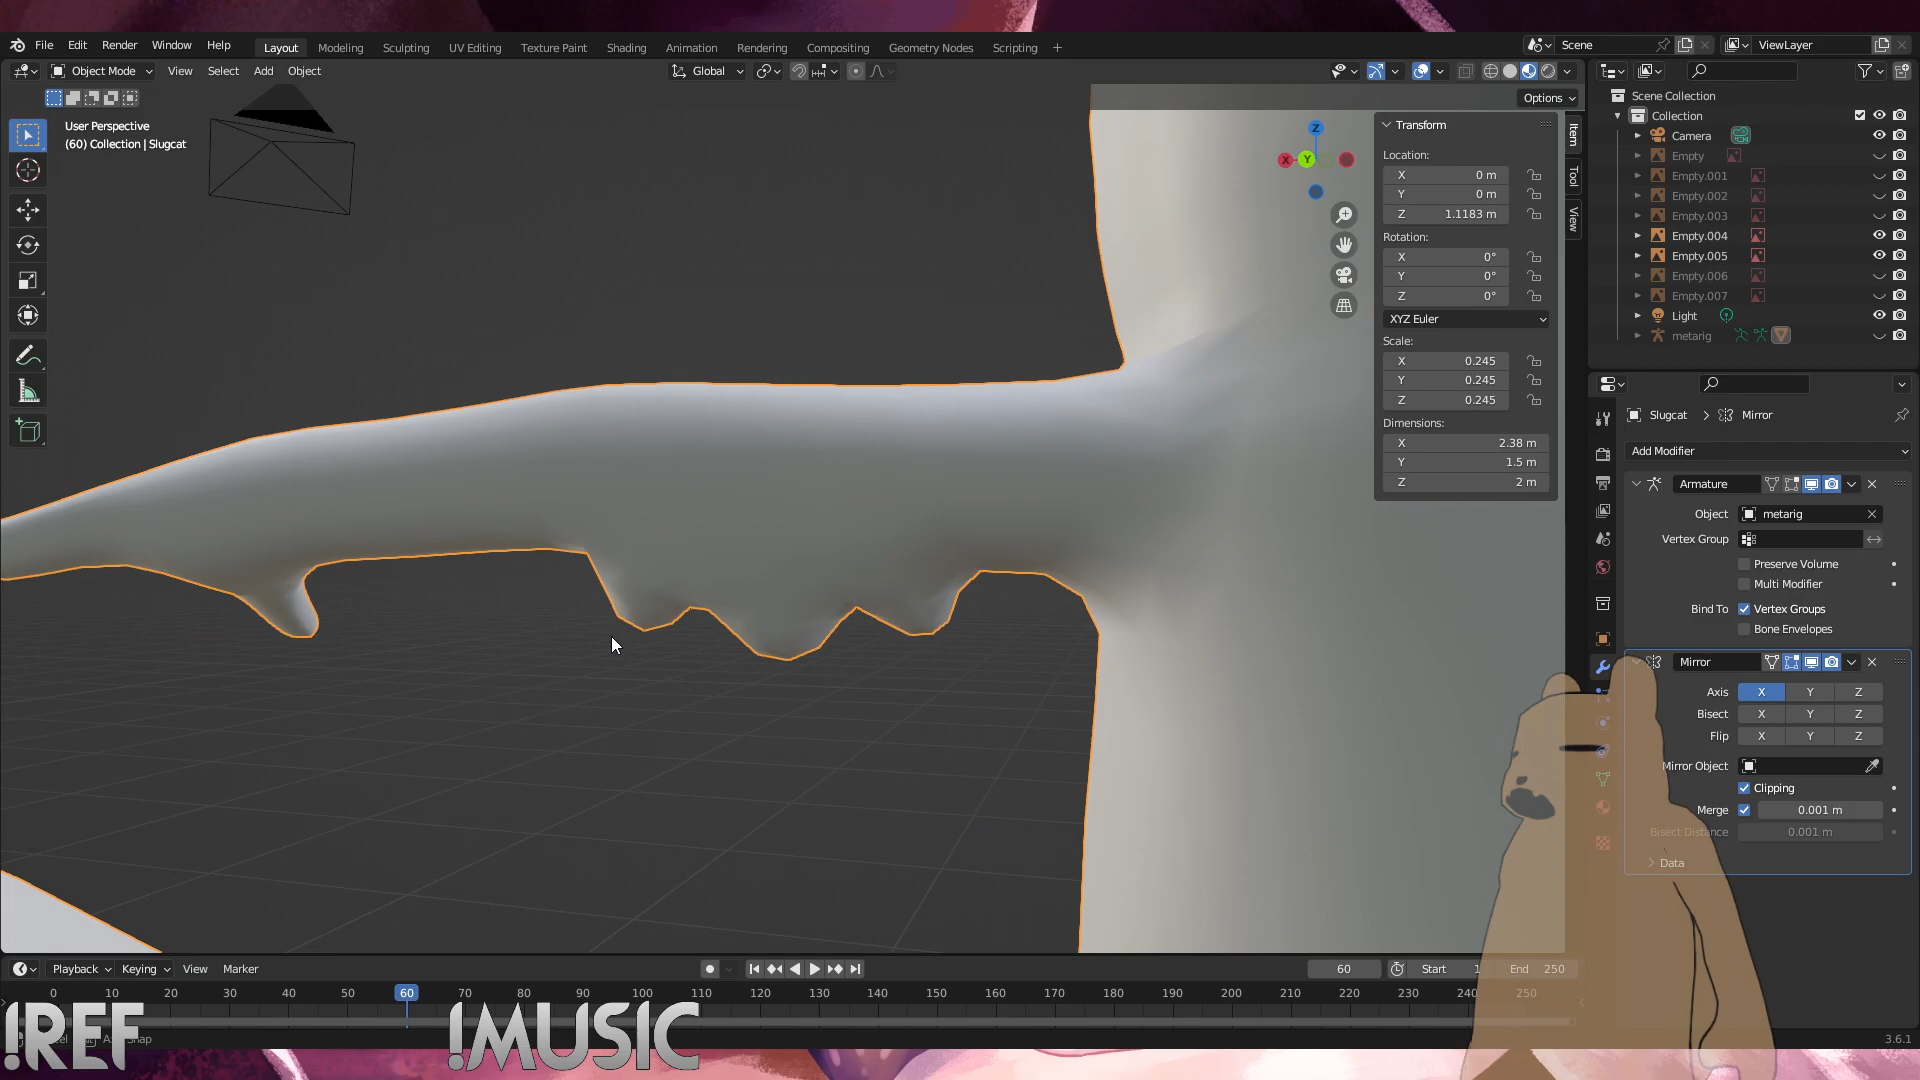 File Edit Render Window Help
Layout Modeling Sculpting UV Editing Texture Paint Shading Animation Rendering Compositing Geometry Nodes Scripting +
Scene
ViewLayer
Object Mode View Select Add Object
Global
Options
User Perspective
(60) Collection | Slugcat
Z
X
Y
Item
Tool
View
Transform
Location:
X 0 m
Y 0 m
Z 1.1183 m
Rotation:
X 0°
Y 0°
Z 0°
XYZ Euler
Scale:
X 0.245
Y 0.245
Z 0.245
Dimensions:
X 2.38 m
Y 1.5 m
Z 2 m
Scene Collection
Collection
Camera
Empty
Empty.001
Empty.002
Empty.003
Empty.004
Empty.005
Empty.006
Empty.007
Light
metarig
Slugcat > Mirror
Add Modifier
Armature
Object metarig
Vertex Group
Preserve Volume
Multi Modifier
Bind To Vertex Groups
Bone Envelopes
Mirror
Axis X Y Z
Bisect X Y Z
Flip X Y Z
Mirror Object
Clipping
Merge 0.001 m
Bisect Distance 0.001 m
Data
Playback Keying View Marker
60 Start 1 End 250
0 10 20 30 40 50 60 70 80 90 100 110 120 130 140 150 160 170 180 190 200 210 220 230 240 250
!REF
!MUSIC
Snap
3.6.1